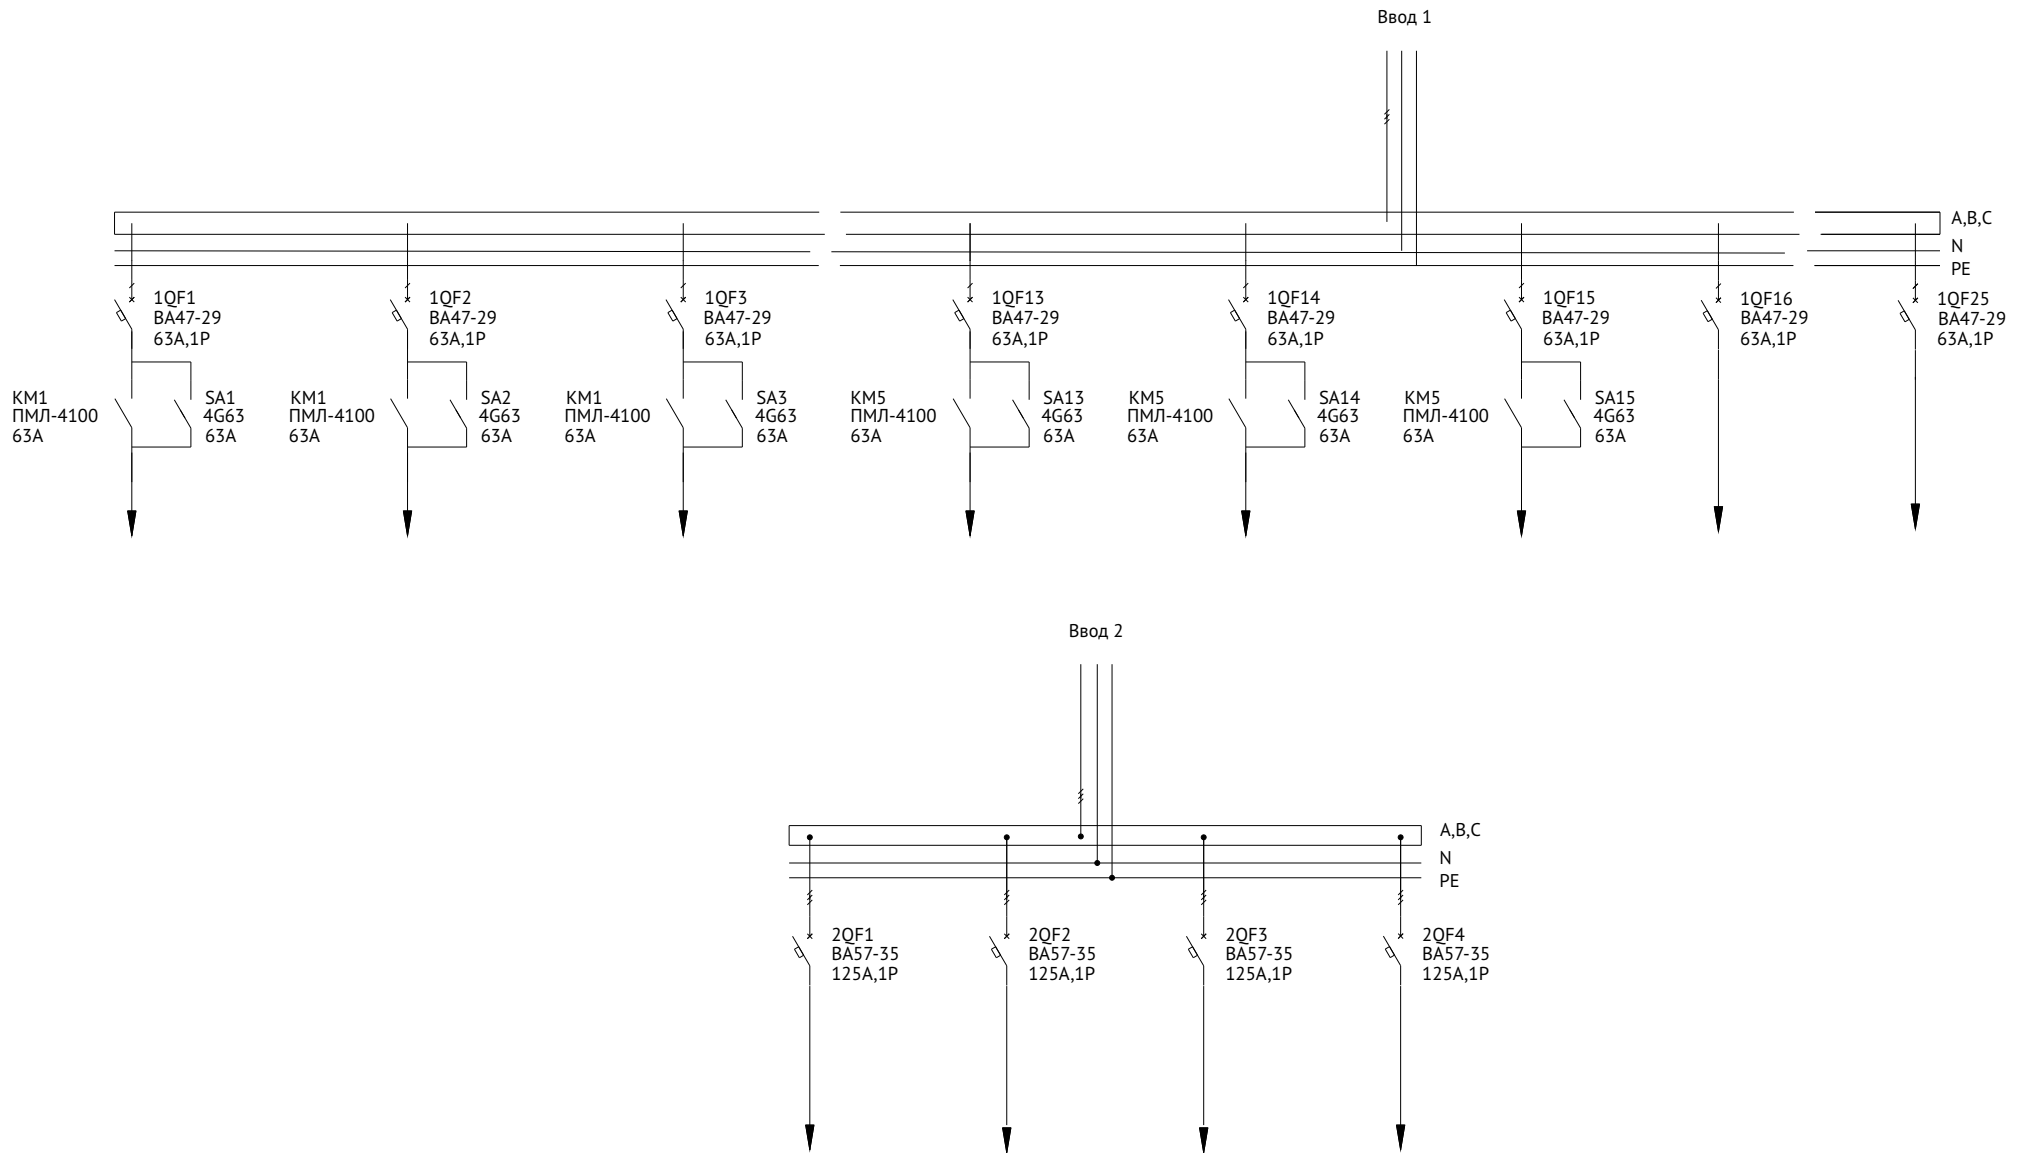 Ввод 1
A,B,C
N
PE
1QF1
ВА47-29
63А,1Р
1QF2
ВА47-29
63А,1Р
1QF3
ВА47-29
63А,1Р
1QF13
ВА47-29
63А,1Р
1QF14
ВА47-29
63А,1Р
1QF15
ВА47-29
63А,1Р
1QF16
ВА47-29
63А,1Р
1QF25
ВА47-29
63А,1Р
КМ1
ПМЛ-4100
63А
SA1
4G63
63А
КМ1
ПМЛ-4100
63А
SA2
4G63
63А
КМ1
ПМЛ-4100
63А
SA3
4G63
63А
КМ5
ПМЛ-4100
63А
SA13
4G63
63А
КМ5
ПМЛ-4100
63А
SA14
4G63
63А
КМ5
ПМЛ-4100
63А
SA15
4G63
63А
Ввод 2
A,B,C
N
PE
2QF1
ВА57-35
125А,1Р
2QF2
ВА57-35
125А,1Р
2QF3
ВА57-35
125А,1Р
2QF4
ВА57-35
125А,1Р